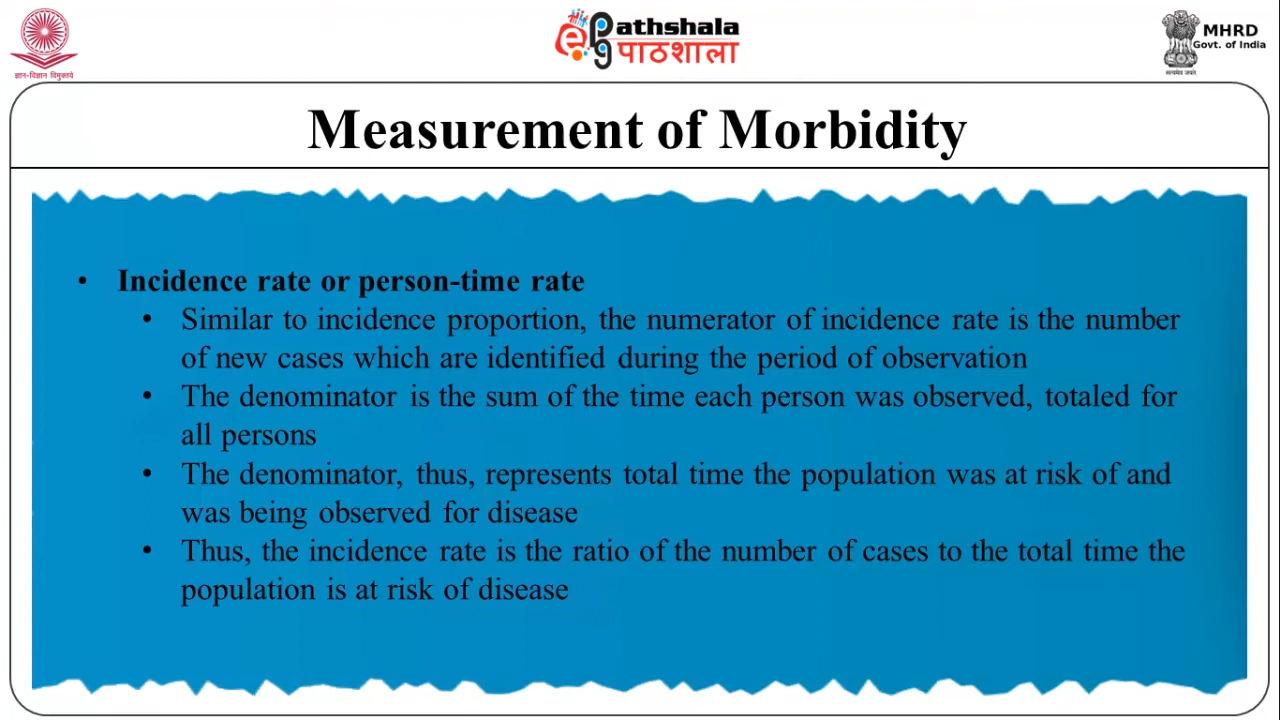 ज्ञान-विज्ञान विमुक्तये
ePathshala
पाठशाला
MHRD
Govt. of India
सत्यमेव जयते
Measurement of Morbidity
• Incidence rate or person-time rate
• Similar to incidence proportion, the numerator of incidence rate is the number
of new cases which are identified during the period of observation
• The denominator is the sum of the time each person was observed, totaled for
all persons
• The denominator, thus, represents total time the population was at risk of and
was being observed for disease
• Thus, the incidence rate is the ratio of the number of cases to the total time the
population is at risk of disease